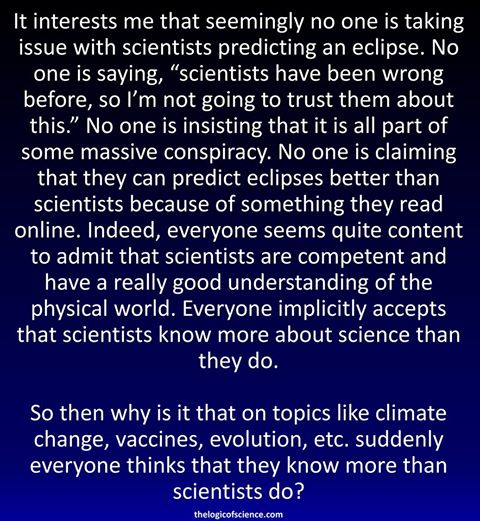 It interests me that seemingly no one is taking
issue with scientists predicting an eclipse. No
one is saying, “scientists have been wrong
before, so I’m not going to trust them about
this.” No one is insisting that it is all part of
some massive conspiracy. No one is claiming
that they can predict eclipses better than
scientists because of something they read
online. Indeed, everyone seems quite content
to admit that scientists are competent and
have a really good understanding of the
physical world. Everyone implicitly accepts
that scientists know more about science than
they do.
So then why is it that on topics like climate
change, vaccines, evolution, etc. suddenly
everyone thinks that they know more than
scientists do?
thelogicofscience.com